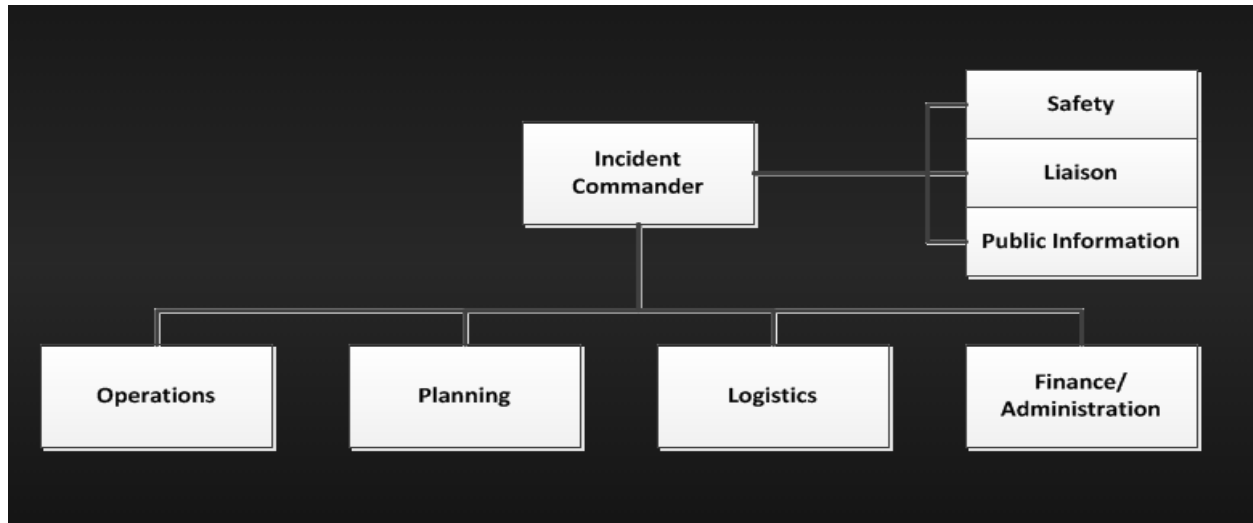 Safety
Incident
Commander
Liaison
Public Information
Operations
Planning
Logistics
Finance/
Administration